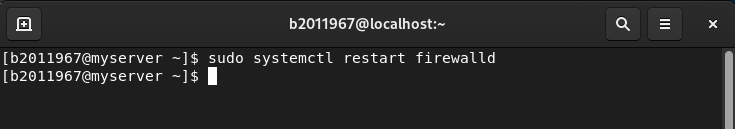 b2011967@localhost:~
[b2011967@myserver ~]$ sudo systemctl restart firewalld
[b2011967@myserver ~]$